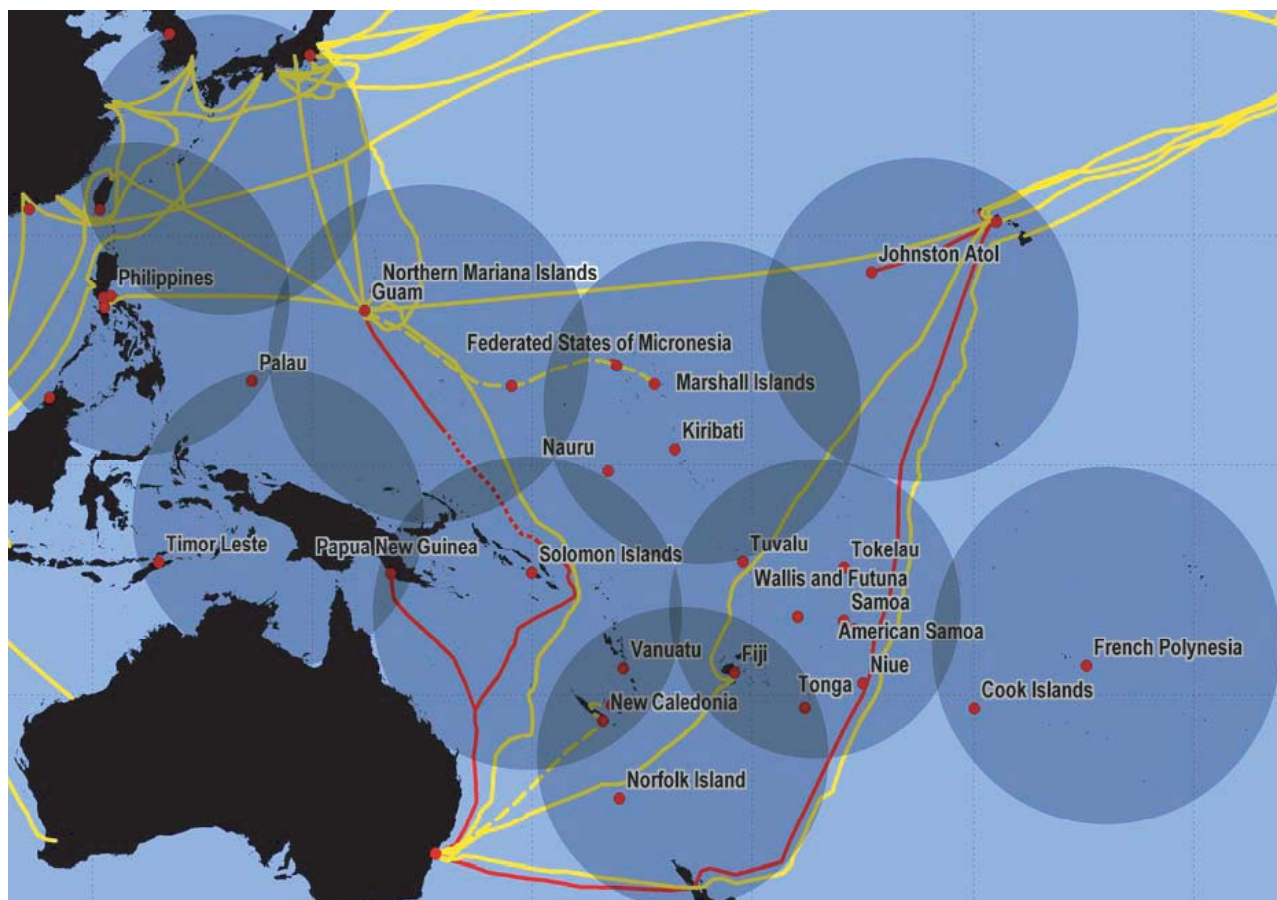 Johnston Atol
Northern Mariana Islands
Philippines
Guam
Federated States of Micronesia
Palau
Marshall Islands
Kiribati
Nauru
Timor Leste
Papua New Guinea
Solomon Islands
Tuvalu
Tokelau
Wallis and Futuna
Samoa
American Samoa
Vanuatu
Fiji
Niue
French Polynesia
Tonga
Cook Islands
New Caledonia
Norfolk Island